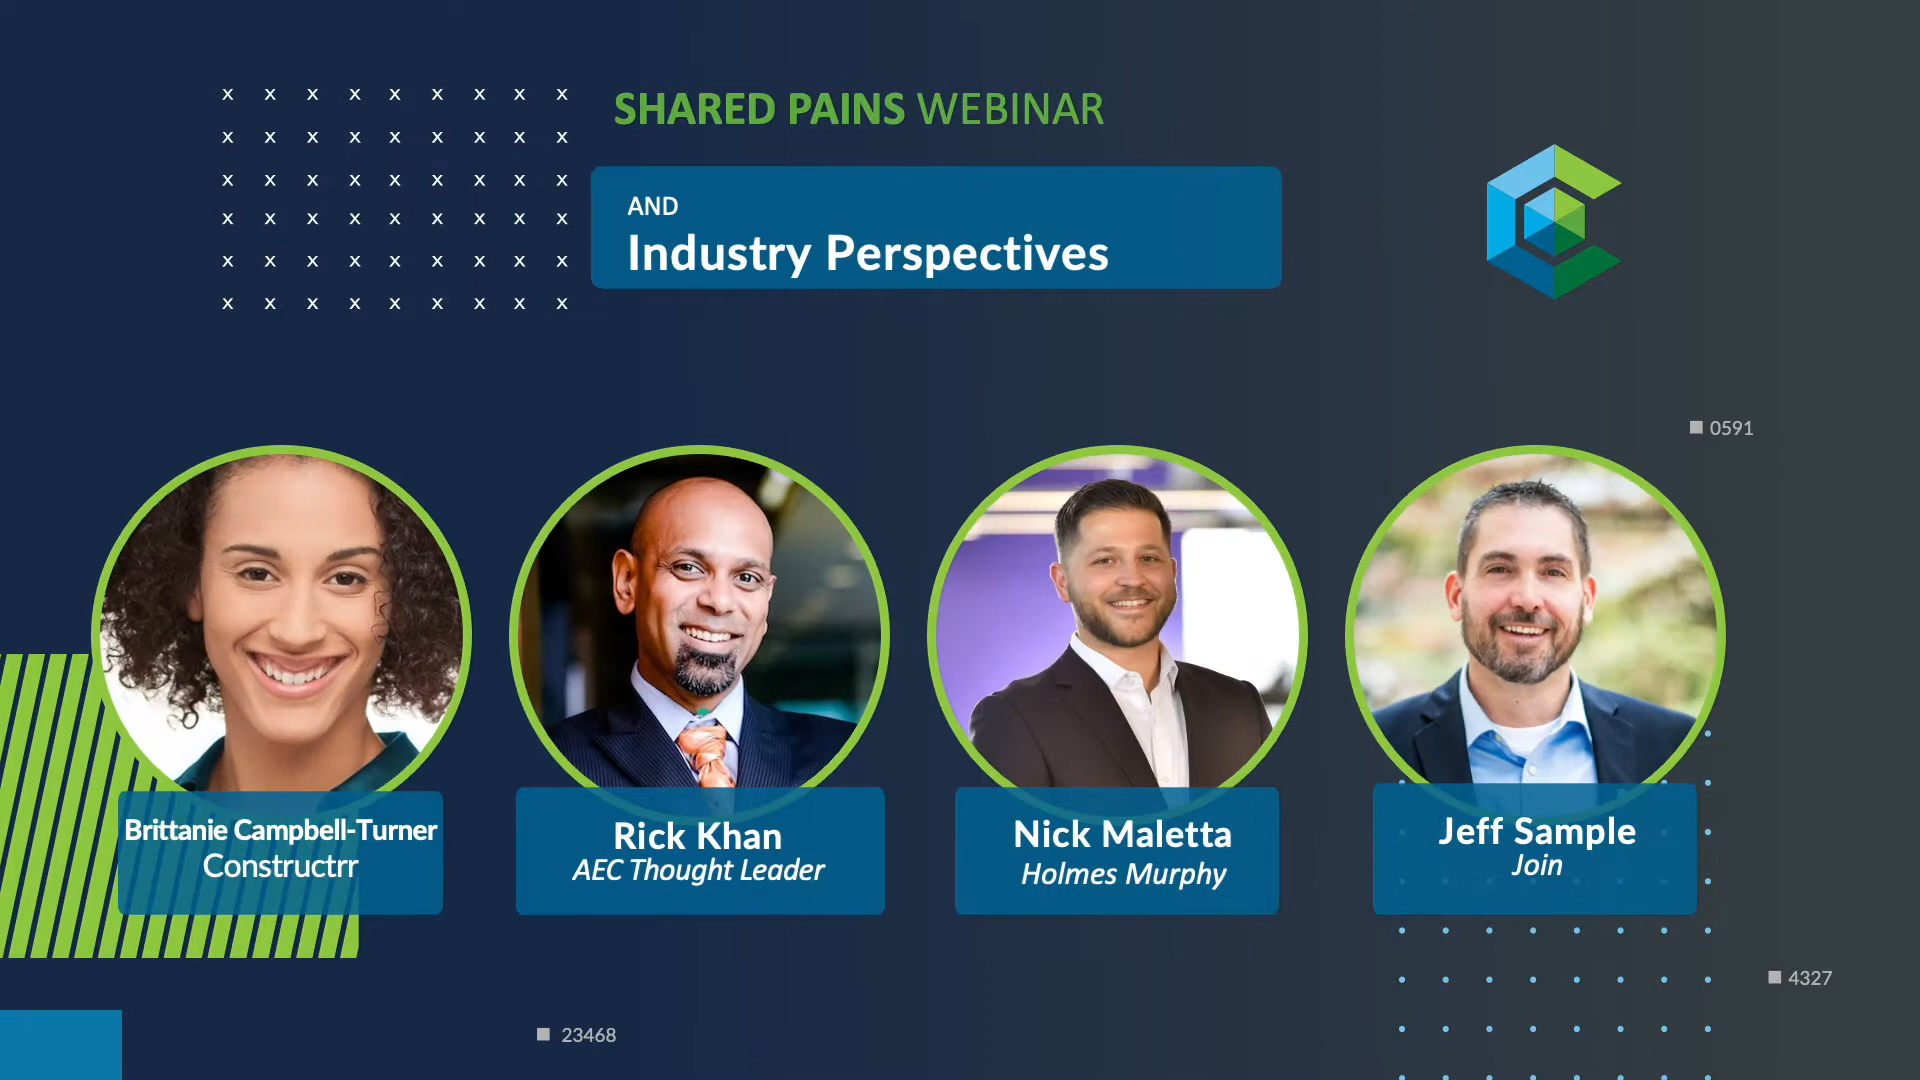 x x x x x x x x x
x x x x x x x x x
x x x x x x x x x
x x x x x x x x x
x x x x x x x x x
x x x x x x x x x
SHARED PAINS WEBINAR
AND
Industry Perspectives
0591
Brittanie Campbell-Turner
Constructrr
Rick Khan
AEC Thought Leader
Nick Maletta
Holmes Murphy
Jeff Sample
Join
4327
23468